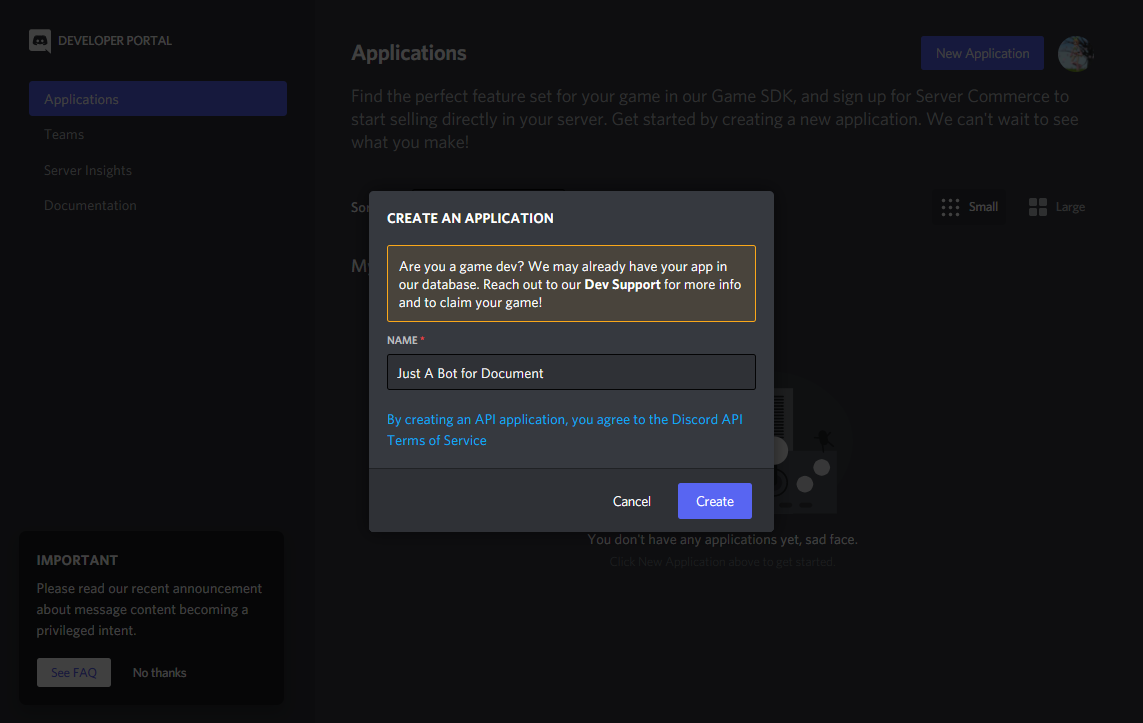 DEVELOPER PORTAL
Applications
Teams
Server Insights
Documentation
Applications
New Application
Find the perfect feature set for your game in our Game SDK, and sign up for Server Commerce to
start selling directly in your server. Get started by creating a new application. We can't wait to see
what you make!
Small
Large
CREATE AN APPLICATION
Are you a game dev? We may already have your app in
our database. Reach out to our Dev Support for more info
and to claim your game!
NAME *
Just A Bot for Document
By creating an API application, you agree to the Discord API
Terms of Service
Cancel
Create
You don't have any applications yet, sad face.
Click New Application above to get started.
IMPORTANT
Please read our recent announcement
about message content becoming a
privileged intent.
See FAQ
No thanks